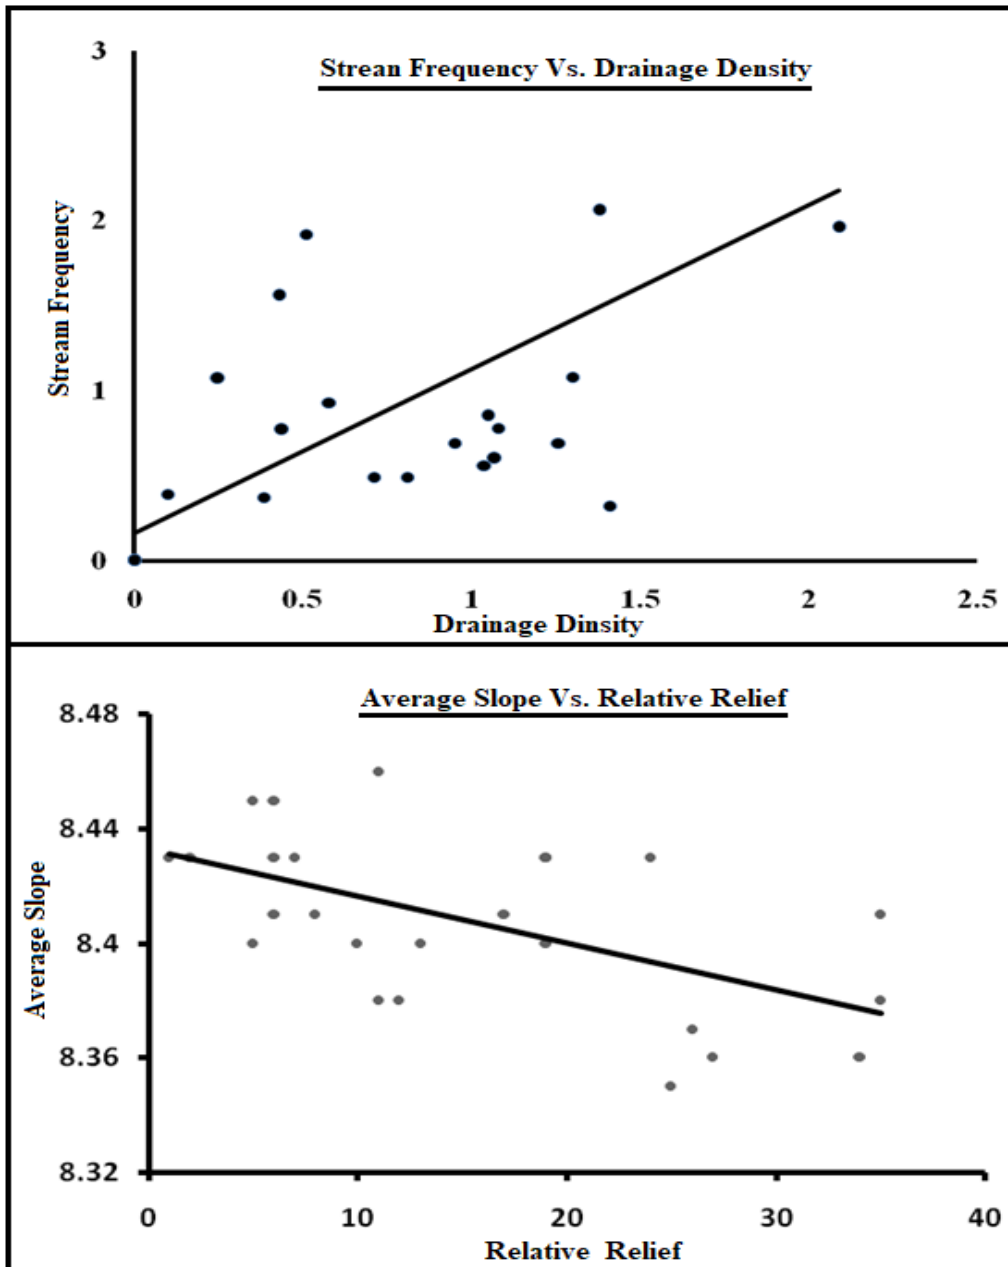 Strean Frequency Vs. Drainage Density
3
2
1
0
Stream Frequency
0 0.5 1 1.5 2 2.5
Drainage Dinsity
Average Slope Vs. Relative Relief
8.48
8.44
8.4
8.36
8.32
Average Slope
0 10 20 30 40
Relative Relief